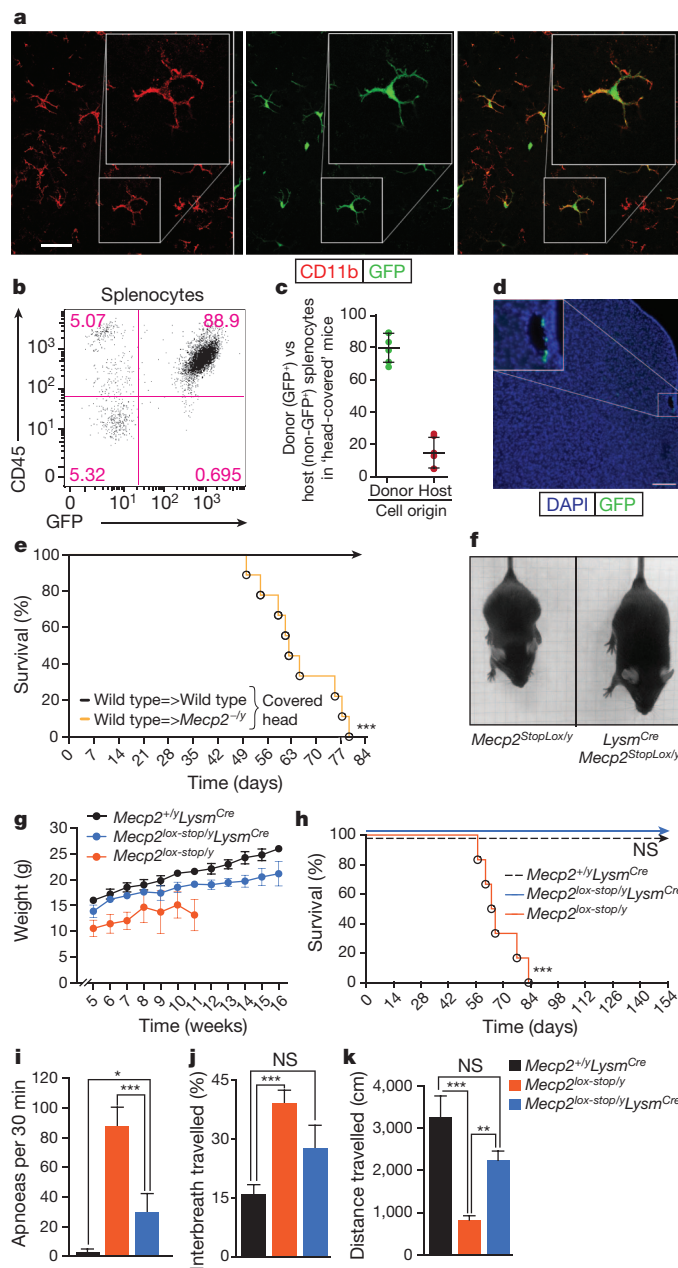 a
CD11b GFP
b
Splenocytes
5.07 88.9
10³
10²
10¹
0
5.32 0.695
0 10¹ 10² 10³
CD45
GFP
c
Donor (GFP⁺) vs
host (non-GFP⁺) splenocytes
in 'head-covered' mice
100
80
60
40
20
0
Donor Host
Cell origin
d
DAPI GFP
e
Survival (%)
100
80
60
40
20
0
Wild type=>Wild type
Wild type=>Mecp2⁻/y
Covered
head
***
0 7 14 21 28 35 42 49 56 63 70 77 84
Time (days)
f
Mecp2StopLox/y
LysmCre
Mecp2StopLox/y
g
Weight (g)
30
25
20
15
10
5
0
Mecp2+/yLysmCre
Mecp2lox-stop/yLysmCre
Mecp2lox-stop/y
5 6 7 8 9 10 11 12 13 14 15 16
Time (weeks)
h
Survival (%)
100
80
60
40
20
0
NS
Mecp2+/yLysmCre
Mecp2lox-stop/yLysmCre
Mecp2lox-stop/y
***
0 14 28 42 56 70 84 98 112 126 140 154
Time (days)
i
Apnoeas per 30 min
120
100
80
60
40
20
0
*
***
j
Interbreath travelled (%)
45
30
15
0
NS
***
k
Distance travelled (cm)
4,000
3,000
2,000
1,000
0
NS
***
**
Mecp2+/yLysmCre
Mecp2lox-stop/y
Mecp2lox-stop/yLysmCre